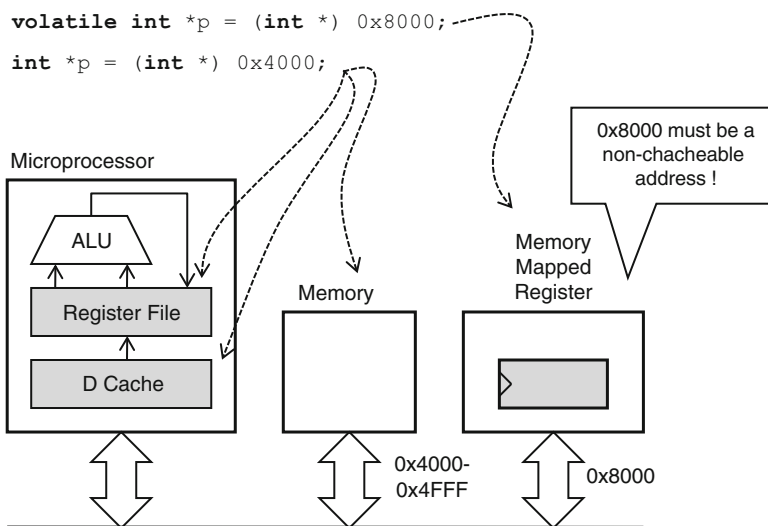 volatile int *p = (int *) 0x8000;
int *p = (int *) 0x4000;
0x8000 must be a
non-chacheable
address !
Microprocessor
ALU
Register File
D Cache
Memory
Memory
Mapped
Register
0x4000-
0x4FFF
0x8000